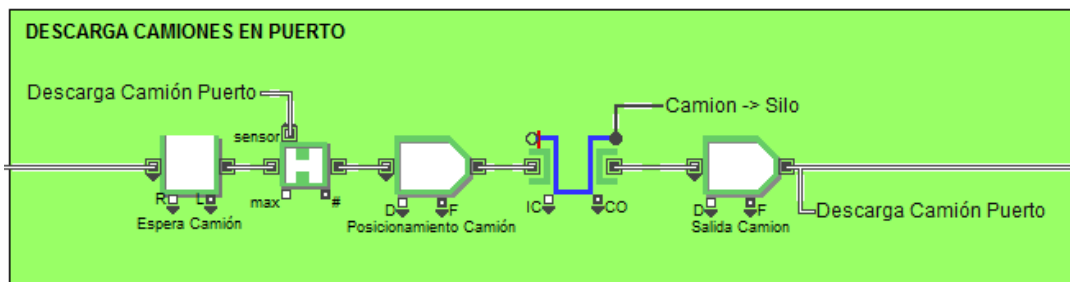 DESCARGA CAMIONES EN PUERTO
Descarga Camión Puerto
Camion -> Silo
sensor
R L
max #
D F
IC CO
D F
Espera Camión
Posicionamiento Camión
Salida Camion
Descarga Camión Puerto